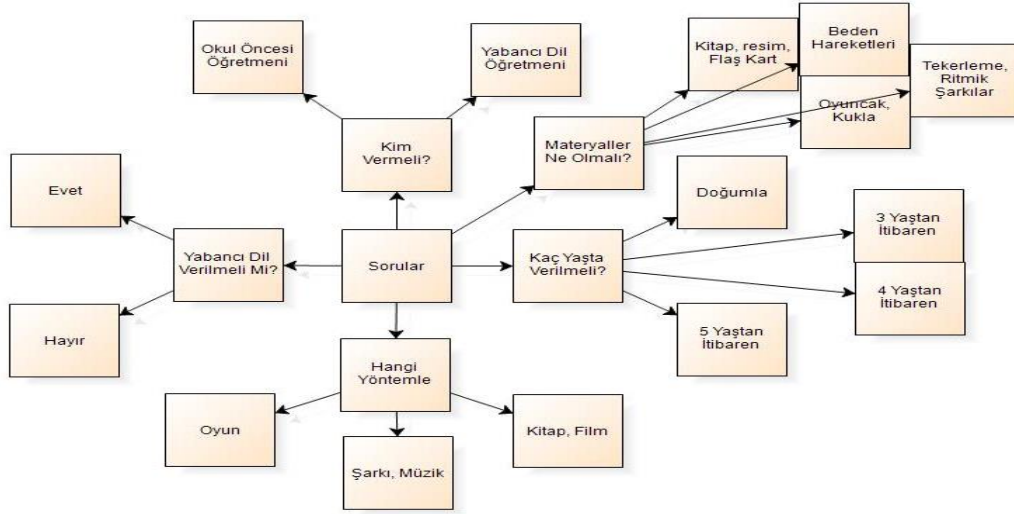 Okul Öncesi
Öğretmeni
Yabancı Dil
Öğretmeni
Kitap, resim,
Flaş Kart
Beden
Hareketleri
Tekerleme,
Ritmik
Şarkılar
Oyuncak,
Kukla
Kim
Vermeli?
Materyaller
Ne Olmalı?
Evet
Doğumla
3 Yaştan
İtibaren
Yabancı Dil
Verilmeli Mi?
Sorular
Kaç Yaşta
Verilmeli?
4 Yaştan
İtibaren
Hayır
5 Yaştan
İtibaren
Hangi
Yöntemle
Oyun
Şarkı, Müzik
Kitap, Film